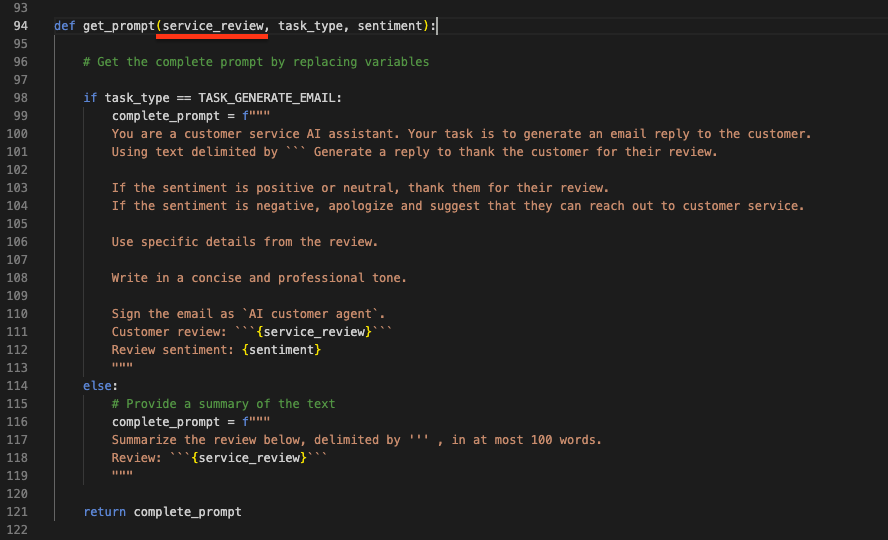 93
94 def get_prompt(service_review, task_type, sentiment):
95
96 # Get the complete prompt by replacing variables
97
98 if task_type == TASK_GENERATE_EMAIL:
99 complete_prompt = f"""
100 You are a customer service AI assistant. Your task is to generate an email reply to the customer.
101 Using text delimited by ``` Generate a reply to thank the customer for their review.
102
103 If the sentiment is positive or neutral, thank them for their review.
104 If the sentiment is negative, apologize and suggest that they can reach out to customer service.
105
106 Use specific details from the review.
107
108 Write in a concise and professional tone.
109
110 Sign the email as `AI customer agent`.
111 Customer review: ```{service_review}```
112 Review sentiment: {sentiment}
113 """
114 else:
115 # Provide a summary of the text
116 complete_prompt = f"""
117 Summarize the review below, delimited by ''' , in at most 100 words.
118 Review: ```{service_review}```
119 """
120
121 return complete_prompt
122